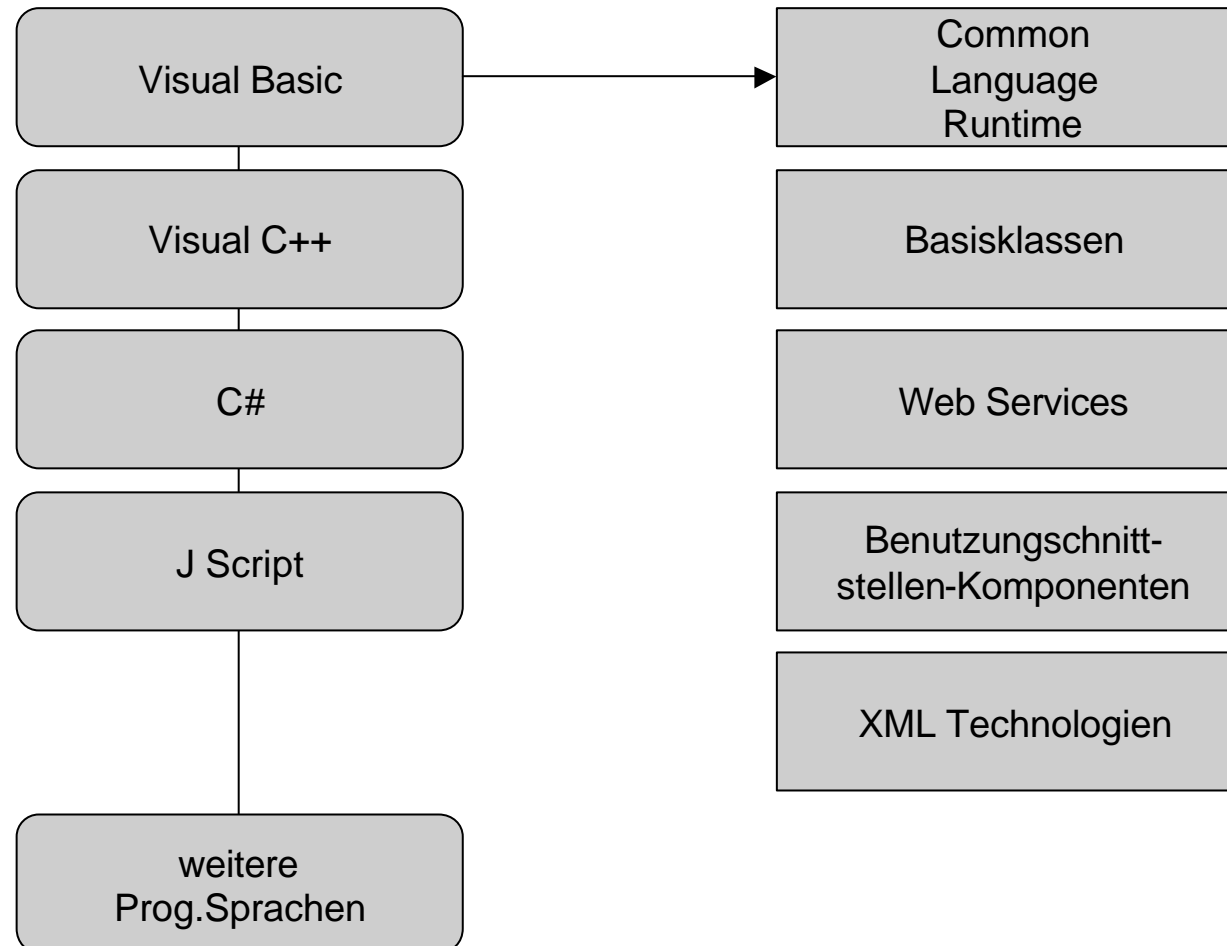 Visual Basic
Common
Language
Runtime
Visual C++
Basisklassen
C#
Web Services
J Script
Benutzungschnitt-
stellen-Komponenten
XML Technologien
weitere
Prog.Sprachen